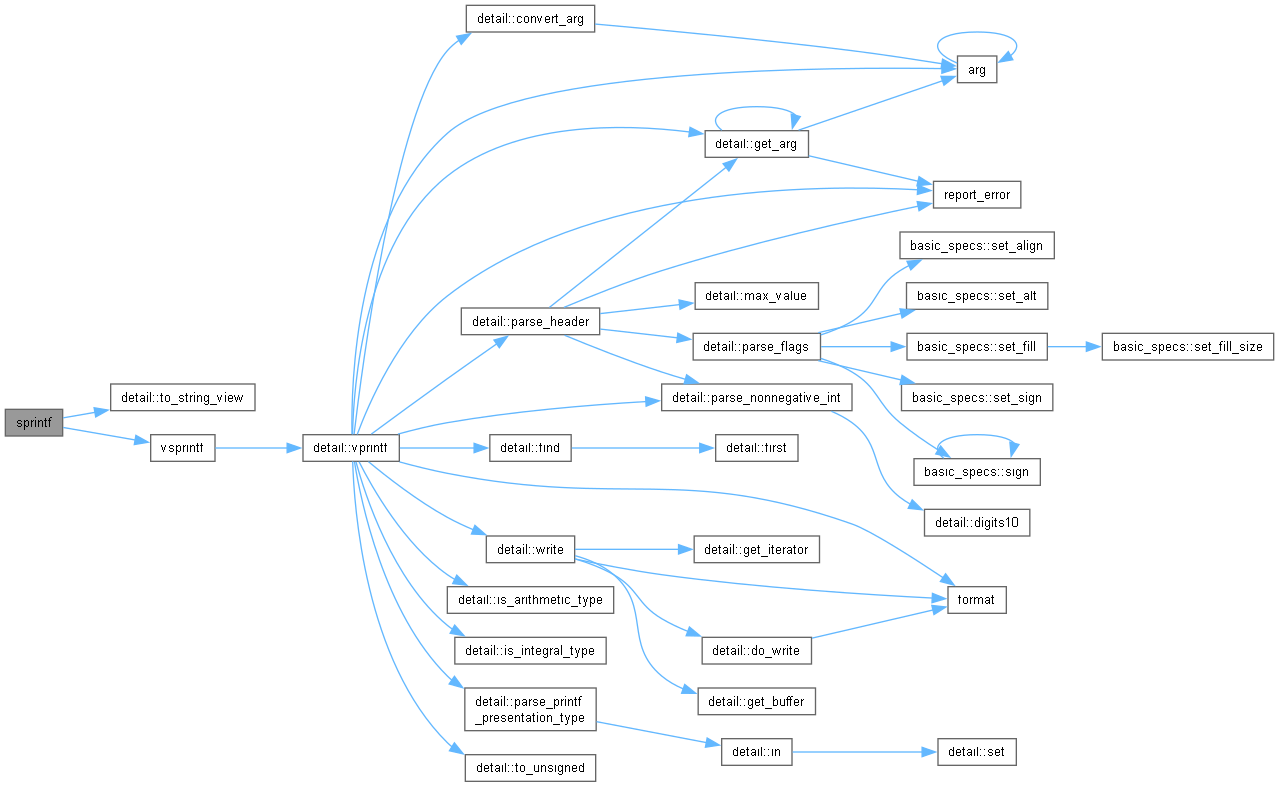 detail::convert_arg
arg
detail::get_arg
report_error
basic_specs::set_align
detail::max_value
basic_specs::set_alt
detail::parse_header
detail::parse_flags
basic_specs::set_fill
basic_specs::set_fill_size
detail::to_string_view
detail::parse_nonnegative_int
basic_specs::set_sign
sprintf
vsprintf
detail::vprintf
detail::find
detail::first
basic_specs::sign
detail::digits10
detail::write
detail::get_iterator
detail::is_arithmetic_type
format
detail::is_integral_type
detail::do_write
detail::parse_printf
_presentation_type
detail::get_buffer
detail::in
detail::set
detail::to_unsigned